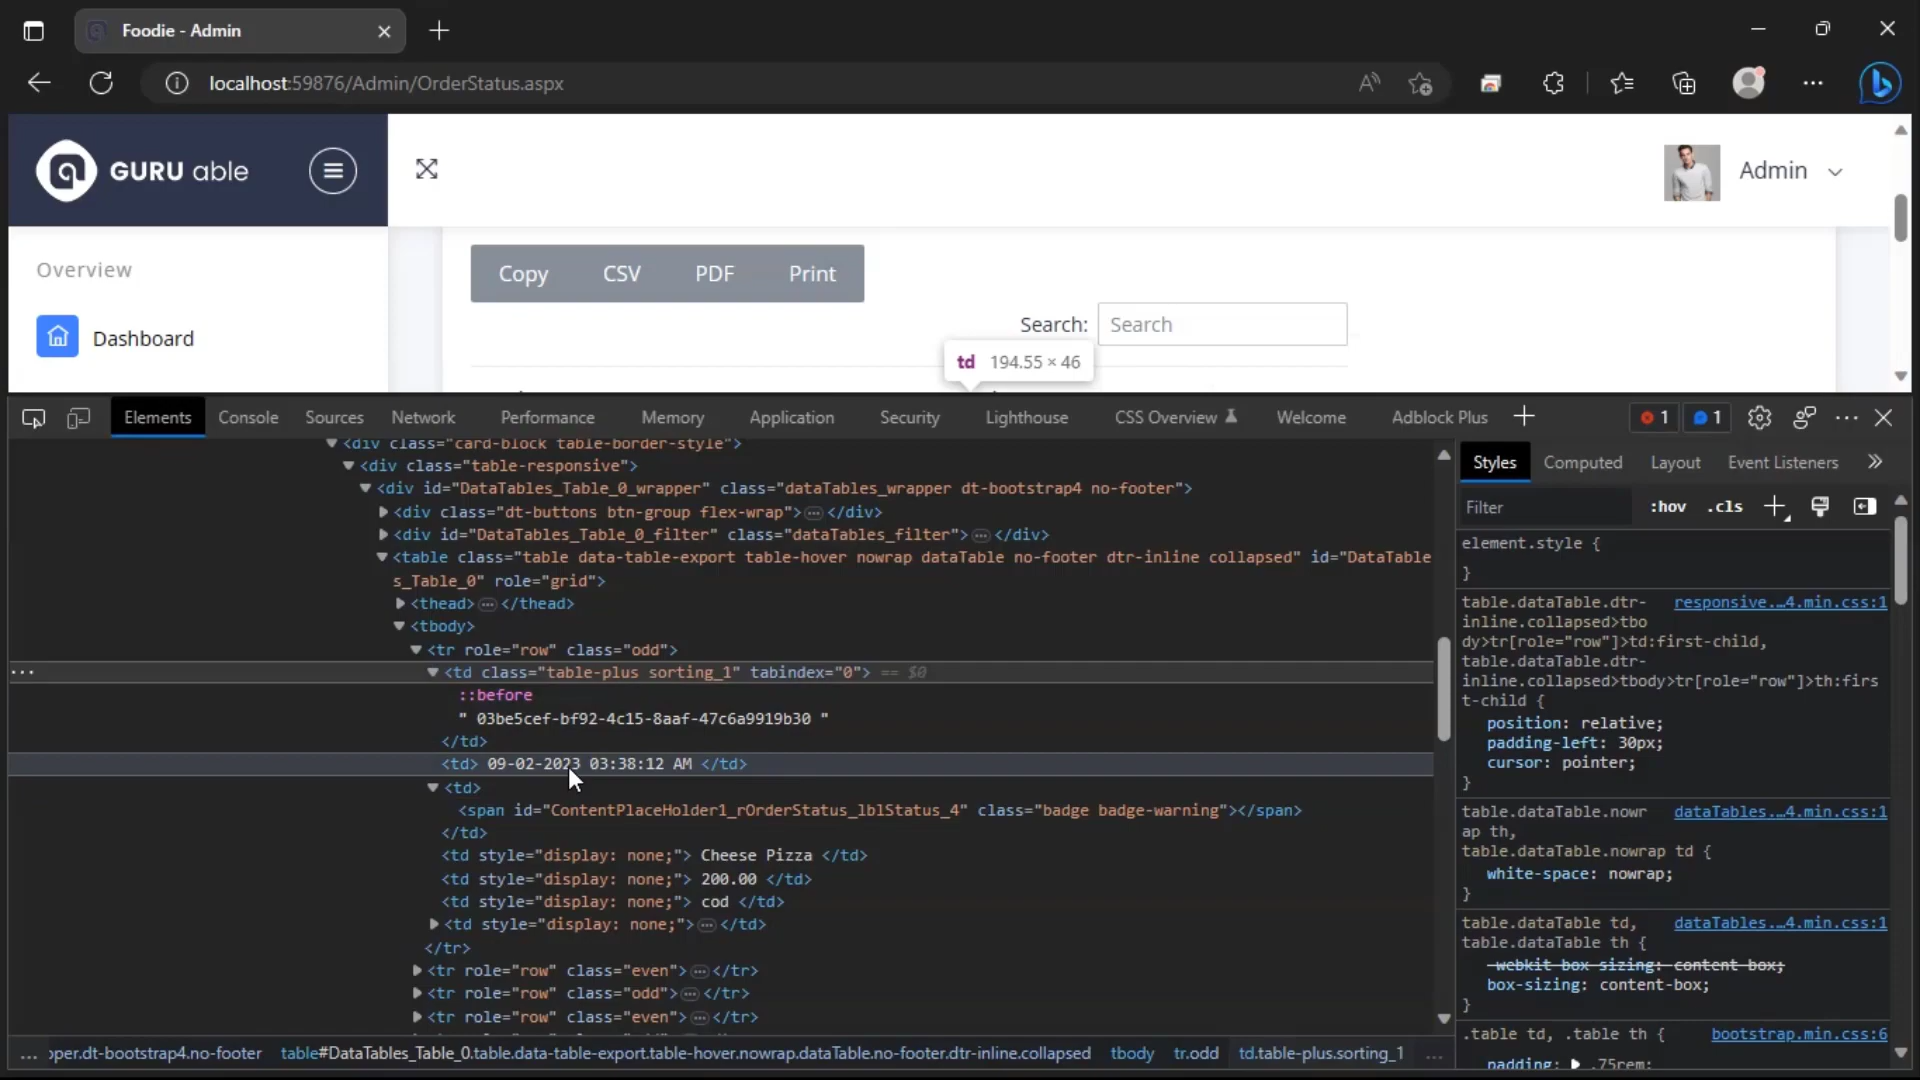 Foodie - Admin
localhost:59876/Admin/OrderStatus.aspx
GURU able
Admin
Overview
Dashboard
Copy CSV PDF Print
Search: Search
td 194.55 × 46
Elements Console Sources Network Performance Memory Application Security Lighthouse CSS Overview Welcome Adblock Plus 1 1
<div class="card-block table-border-style">
<div class="table-responsive">
<div id="DataTables_Table_0_wrapper" class="dataTables_wrapper dt-bootstrap4 no-footer">
<div class="dt-buttons btn-group flex-wrap">…</div>
<div id="DataTables_Table_0_filter" class="dataTables_filter">…</div>
<table class="table data-table-export table-hover nowrap dataTable no-footer dtr-inline collapsed" id="DataTable
s_Table_0" role="grid">
<thead>…</thead>
<tbody>
<tr role="row" class="odd">
… <td class="table-plus sorting_1" tabindex="0"> == $0
::before
" 03be5cef-bf92-4c15-8aaf-47c6a9919b30 "
</td>
<td> 09-02-2023 03:38:12 AM </td>
<td>
<span id="ContentPlaceHolder1_rOrderStatus_lblStatus_4" class="badge badge-warning"></span>
</td>
<td style="display: none;"> Cheese Pizza </td>
<td style="display: none;"> 200.00 </td>
<td style="display: none;"> cod </td>
<td style="display: none;">…</td>
</tr>
<tr role="row" class="even">…</tr>
<tr role="row" class="odd">…</tr>
<tr role="row" class="even">…</tr>
… pper.dt-bootstrap4.no-footer table#DataTables_Table_0.table.data-table-export.table-hover.nowrap.dataTable.no-footer.dtr-inline.collapsed tbody tr.odd td.table-plus.sorting_1 …
Styles Computed Layout Event Listeners
Filter :hov .cls
element.style {
}
table.dataTable.dtr- responsive.…4.min.css:1
inline.collapsed>tbo
dy>tr[role="row"]>td:first-child,
table.dataTable.dtr-
inline.collapsed>tbody>tr[role="row"]>th:firs
t-child {
position: relative;
padding-left: 30px;
cursor: pointer;
}
table.dataTable.nowr dataTables.…4.min.css:1
ap th,
table.dataTable.nowrap td {
white-space: nowrap;
}
table.dataTable td, dataTables.…4.min.css:1
table.dataTable th {
-webkit-box-sizing: content-box;
box-sizing: content-box;
}
.table td, .table th { bootstrap.min.css:6
padding: .75rem;